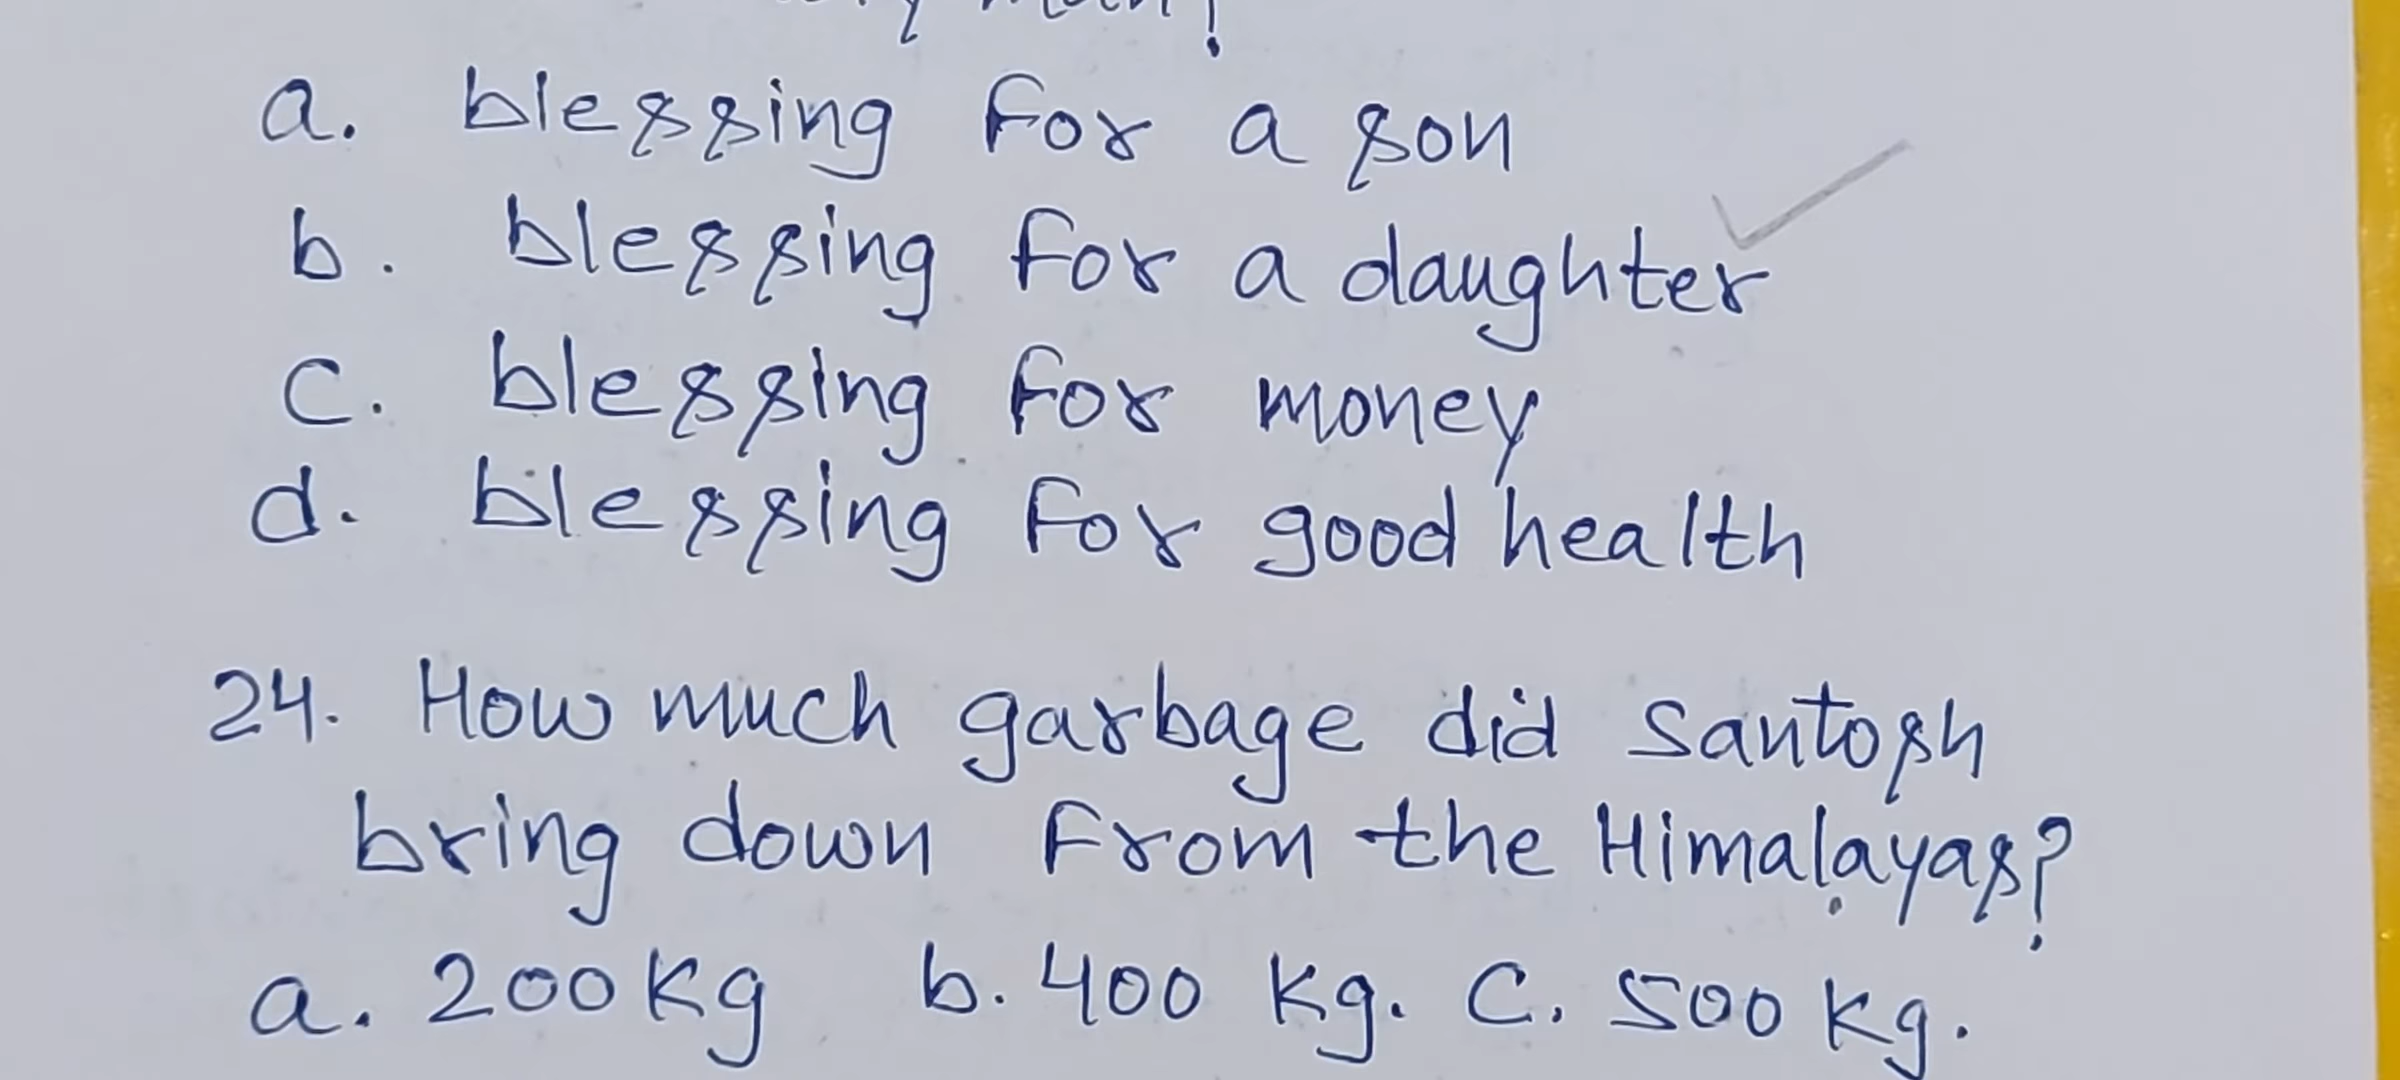 man?
a. blessing for a son
b. blessing for a daughter
c. blessing for money
d. blessing for good health
24. How much garbage did Santosh
bring down from the Himalayas?
a. 200 kg b. 400 kg. C. 500 kg.